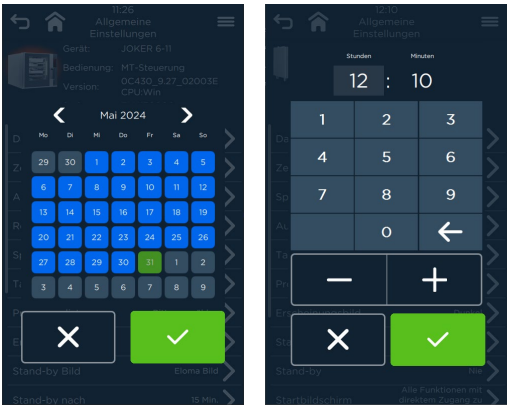 11:26
Allgemeine
Einstellungen
Gerät: JOKER 6-11
Bedienung: MT-Steuerung
Version: 0C430_9.27_02003E
CPU:Win
Mai 2024
Mo Di Mi Do Fr Sa So
29 30 1 2 3 4 5
6 7 8 9 10 11 12
13 14 15 16 17 18 19
20 21 22 23 24 25 26
27 28 29 30 31 1 2
3 4 5 6 7 8 9
Stand-by Bild Eloma Bild
Stand-by nach 15 Min.
12:10
Allgemeine
Einstellungen
Stunden Minuten
12 : 10
1 2 3
4 5 6
7 8 9
0
Stand-by Nie
Startbildschirm Alle Funktionen mit
direktem Zugang zu